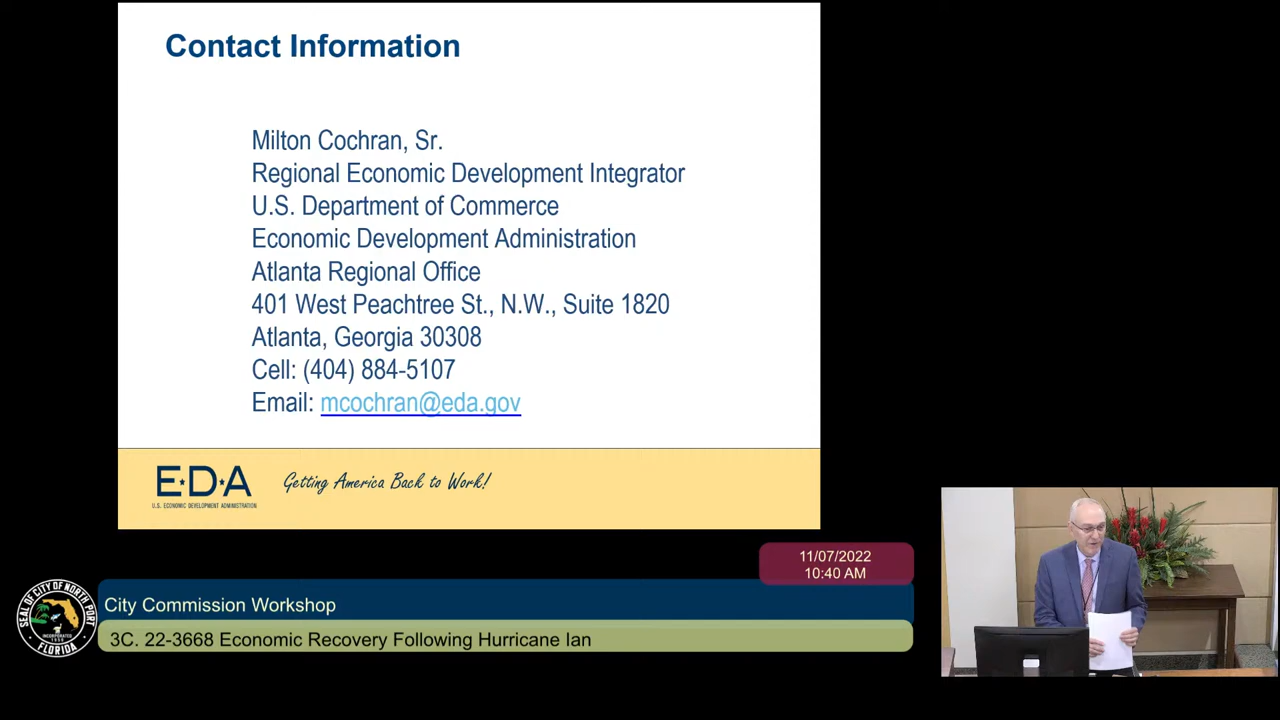 Contact Information
Milton Cochran, Sr.
Regional Economic Development Integrator
U.S. Department of Commerce
Economic Development Administration
Atlanta Regional Office
401 West Peachtree St., N.W., Suite 1820
Atlanta, Georgia 30308
Cell: (404) 884-5107
Email: mcochran@eda.gov
E★D★A
U.S. ECONOMIC DEVELOPMENT ADMINISTRATION
Getting America Back to Work!
11/07/2022
10:40 AM
SEAL OF CITY OF NORTH PORT
INCORPORATED
FLORIDA
City Commission Workshop
3C. 22-3668 Economic Recovery Following Hurricane Ian